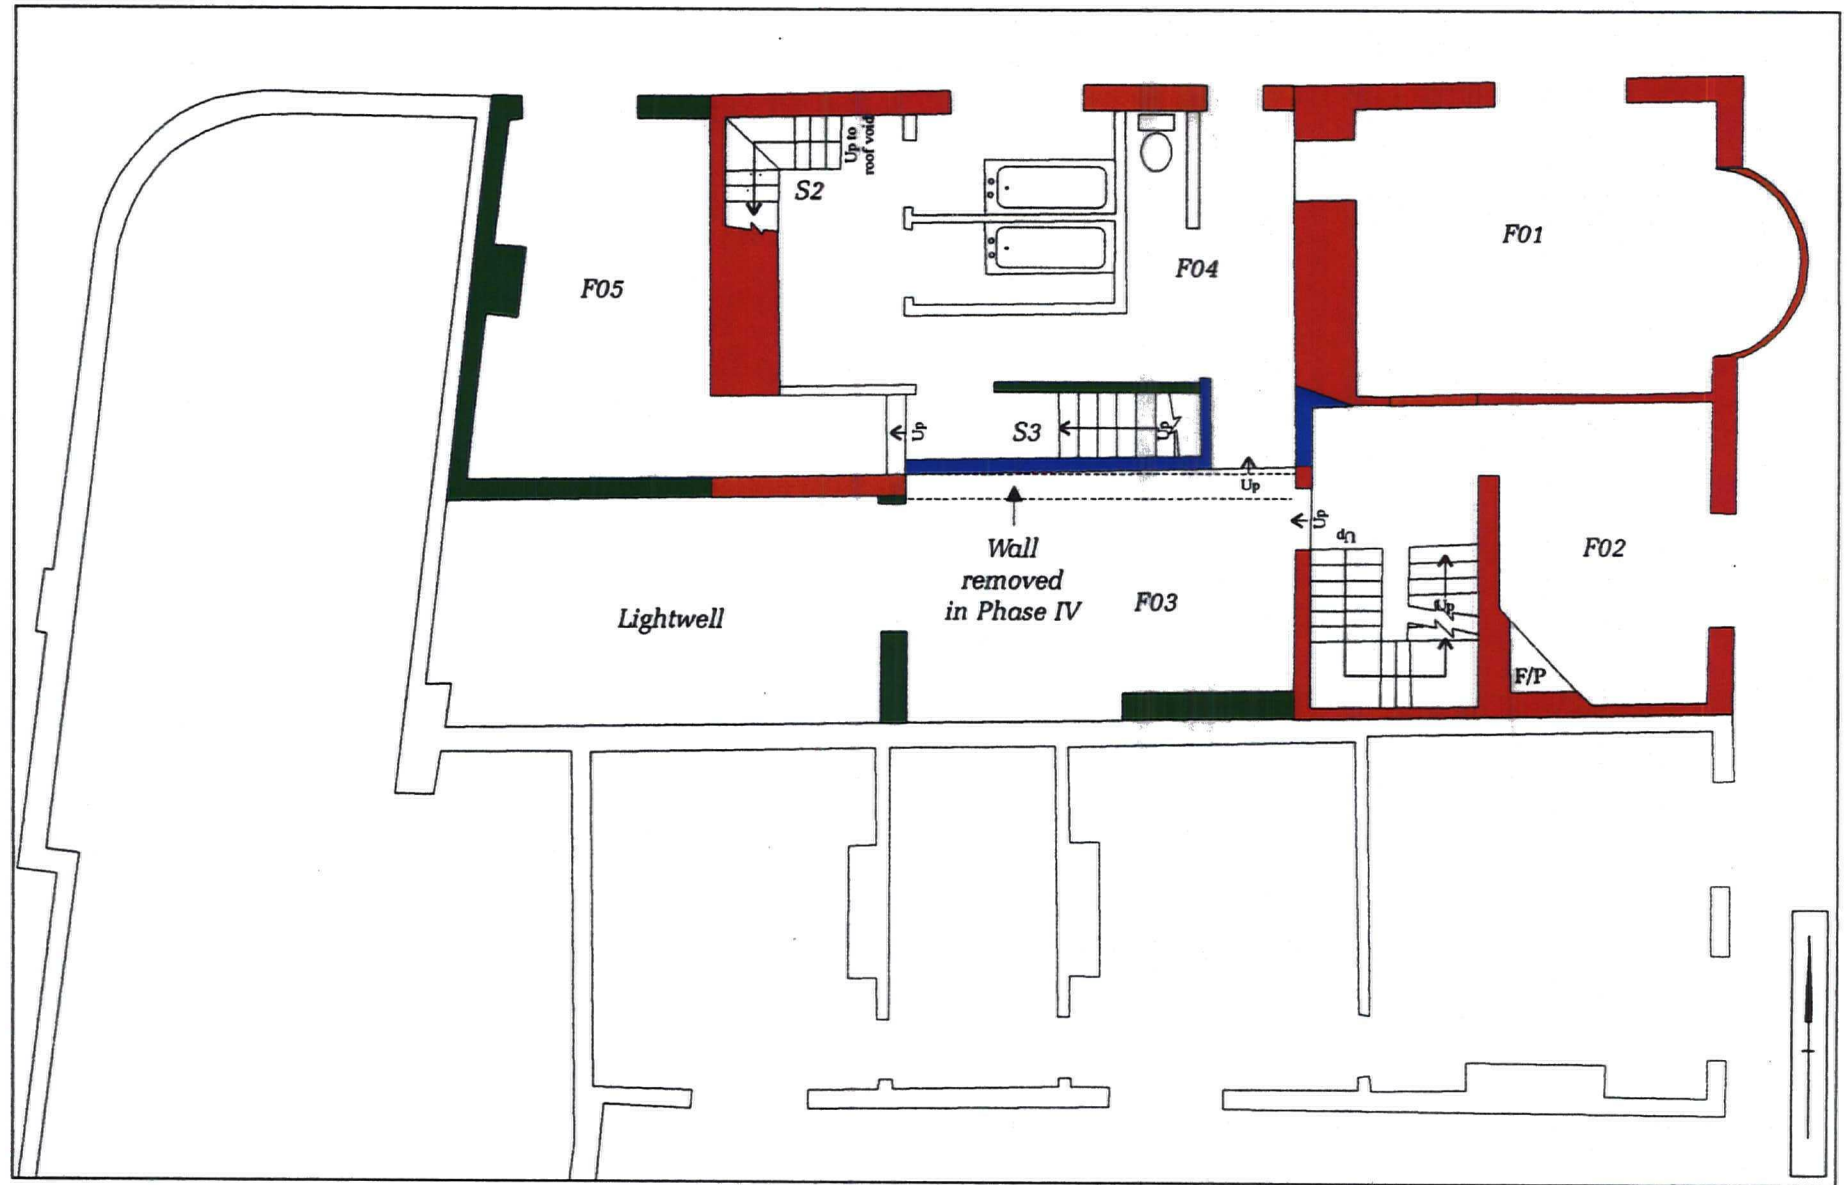 Up to
roof void
S2
F01
F04
F05
Up
S3
Up
Up
Up
Up
Wall
removed
in Phase IV
F03
F02
Lightwell
Up
F/P